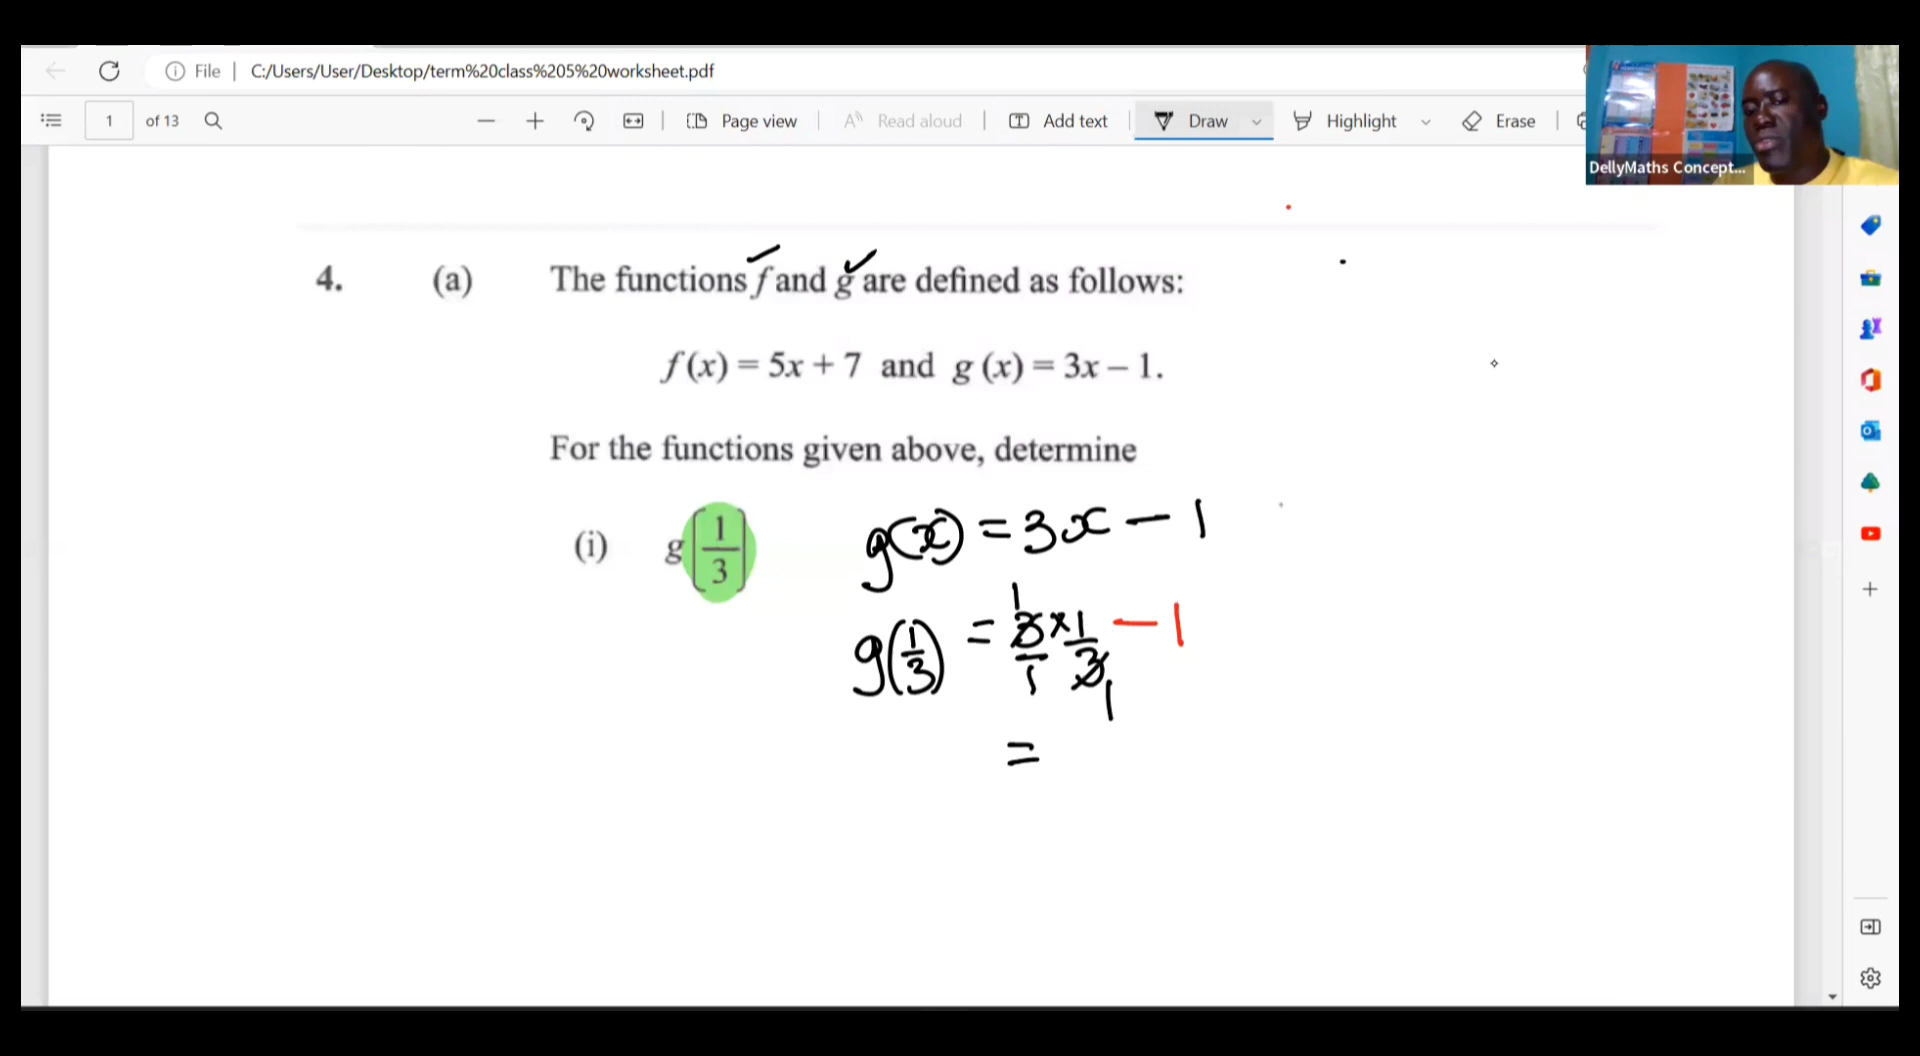 File | C:/Users/User/Desktop/term%20class%205%20worksheet.pdf
1 of 13 Page view Read aloud Add text Draw Highlight Erase
DellyMaths Concept...
4. (a) The functions f and g are defined as follows:
f(x) = 5x + 7 and g (x) = 3x – 1.
For the functions given above, determine
(i) g[1/3] g(x) = 3x – 1
g(1/3) = 3/1 × 1/3 – 1
1 1
=